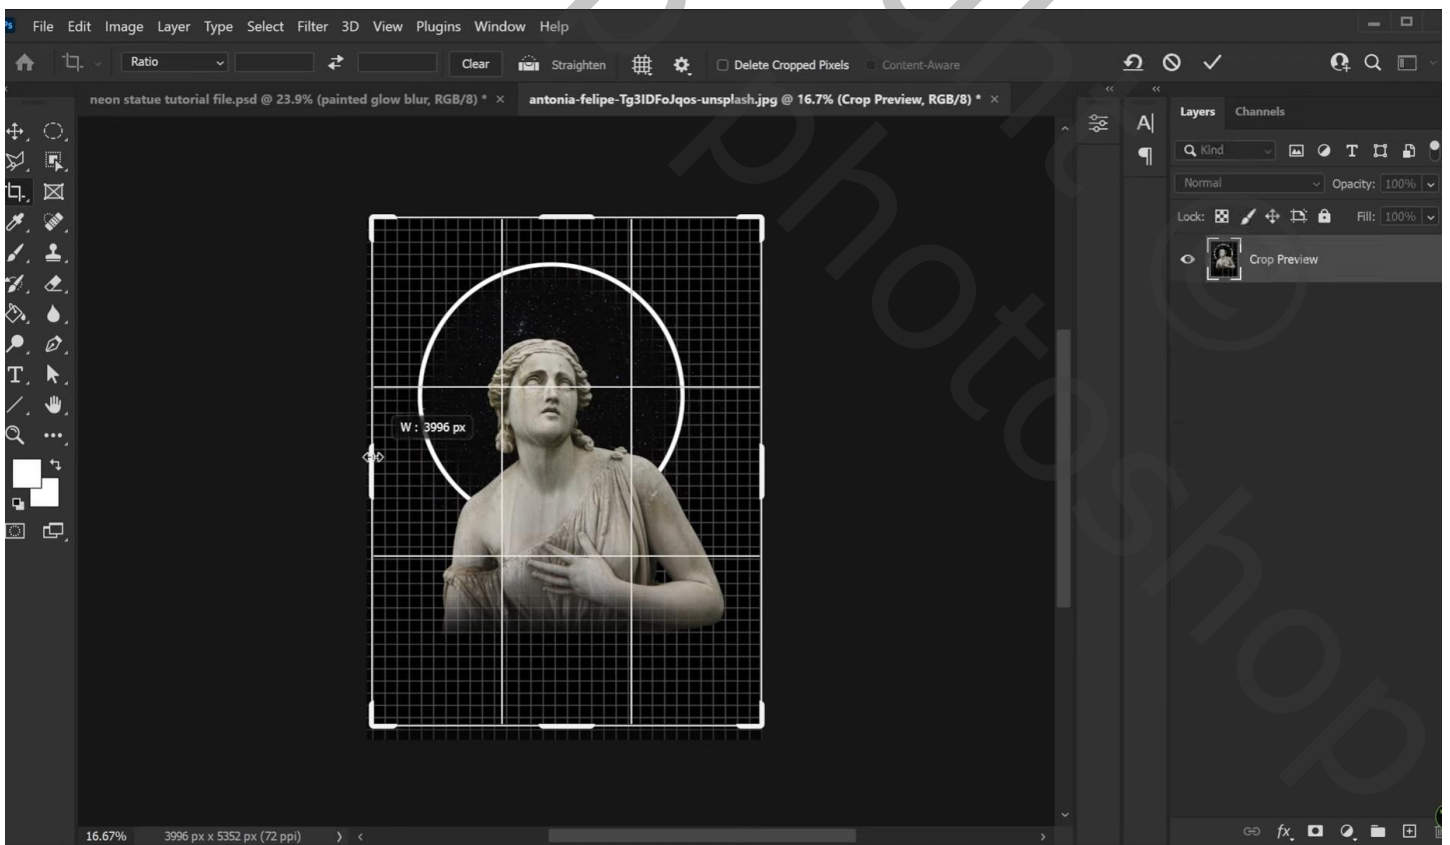 Ps File Edit Image Layer Type Select Filter 3D View Plugins Window Help
Ratio Clear Straighten Delete Cropped Pixels Content-Aware
neon statue tutorial file.psd @ 23.9% (painted glow blur, RGB/8) * × antonia-felipe-Tg3IDFoJqos-unsplash.jpg @ 16.7% (Crop Preview, RGB/8) * ×
Layers Channels
Kind
Normal Opacity: 100%
Lock: Fill: 100%
Crop Preview
W : 3996 px
16.67% 3996 px x 5352 px (72 ppi)
photoshop